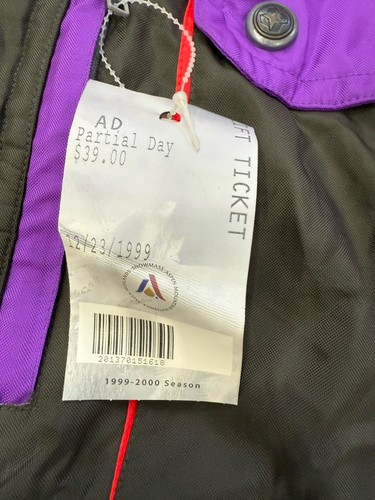 AD
Partial Day
$39.00
LIFT TICKET
12/23/1999
201370151618
1999-2000 Season